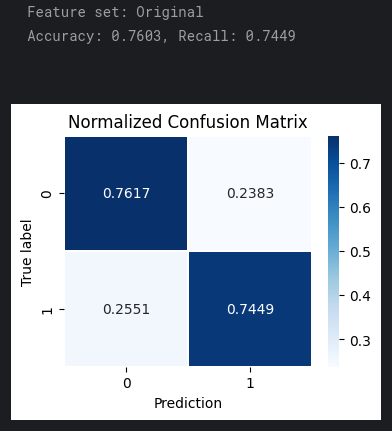 Feature set: Original
Accuracy: 0.7603, Recall: 0.7449
Normalized Confusion Matrix
0.7617 0.2383
0.2551 0.7449
True label
0
1
0 1
Prediction
0.7
0.6
0.5
0.4
0.3